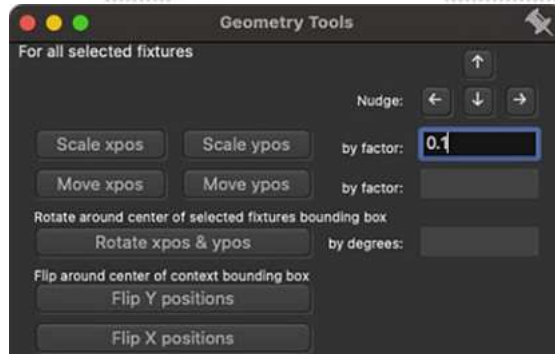 Geometry Tools
For all selected fixtures
↑
Nudge: ← ↓ →
Scale xpos Scale ypos by factor: 0.1
Move xpos Move ypos by factor:
Rotate around center of selected fixtures bounding box
Rotate xpos & ypos by degrees:
Flip around center of context bounding box
Flip Y positions
Flip X positions